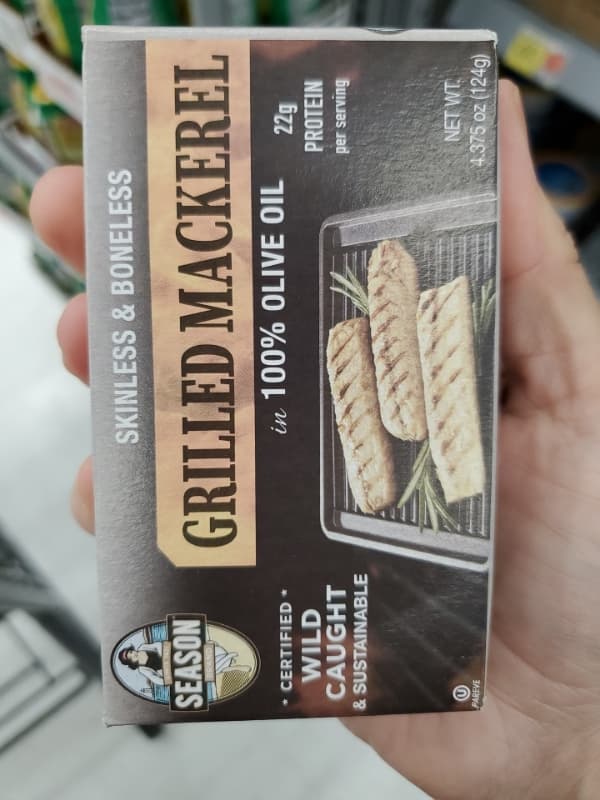 SKINLESS & BONELESS
GRILLED MACKEREL
in 100% OLIVE OIL
22g
PROTEIN
per serving
NET WT.
4.375 oz (124g)
SEASON
* CERTIFIED *
WILD
CAUGHT
& SUSTAINABLE
U
PAREVE